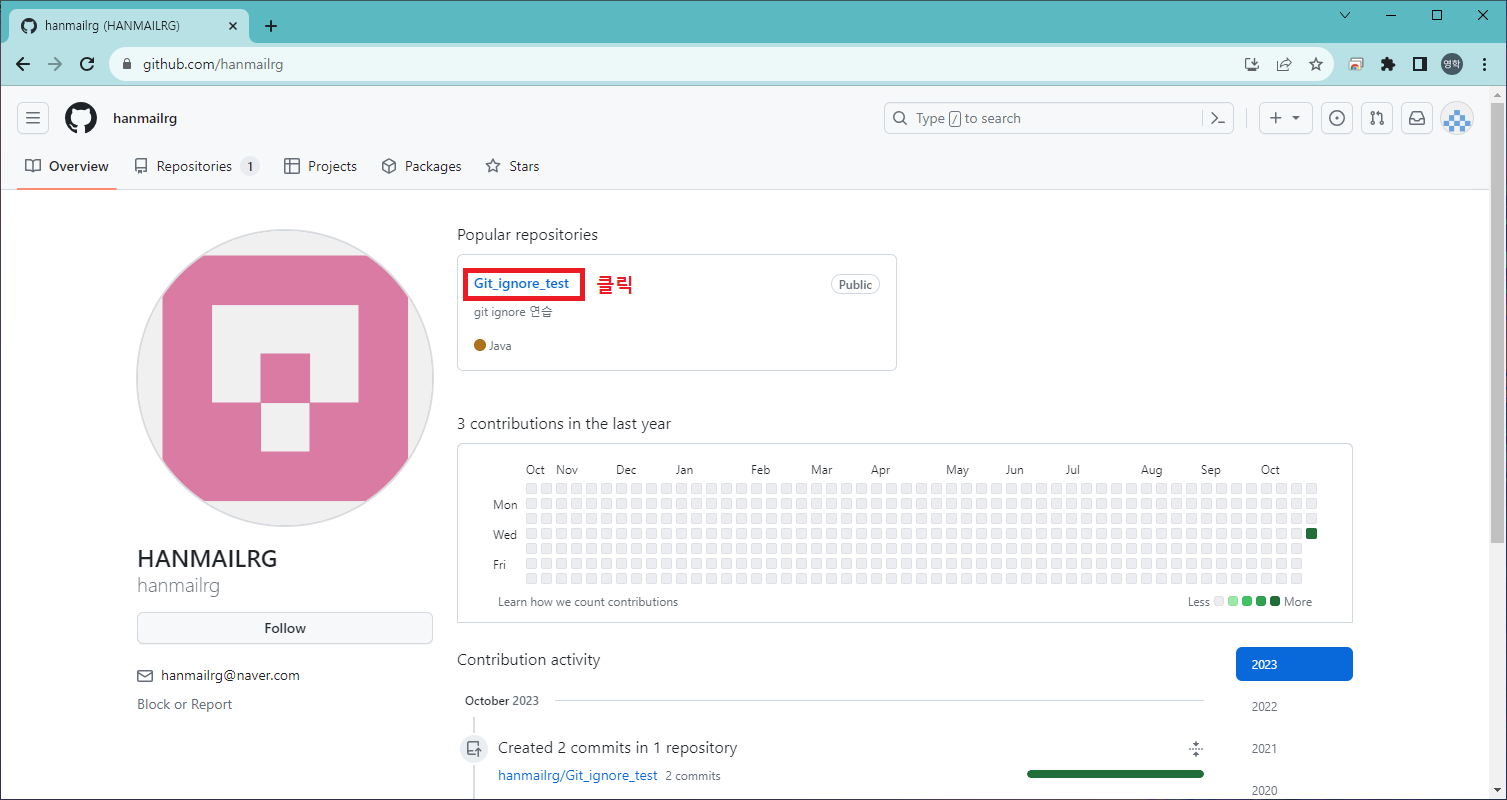 hanmailrg (HANMAILRG)
github.com/hanmailrg
영학
hanmailrg
Type / to search
Overview
Repositories 1
Projects
Packages
Stars
Popular repositories
Git_ignore_test
클릭
Public
git ignore 연습
Java
3 contributions in the last year
Oct Nov Dec Jan Feb Mar Apr May Jun Jul Aug Sep Oct
Mon
Wed
Fri
Learn how we count contributions
Less
More
HANMAILRG
hanmailrg
Follow
hanmailrg@naver.com
Block or Report
Contribution activity
2023
2022
2021
2020
October 2023
Created 2 commits in 1 repository
hanmailrg/Git_ignore_test 2 commits